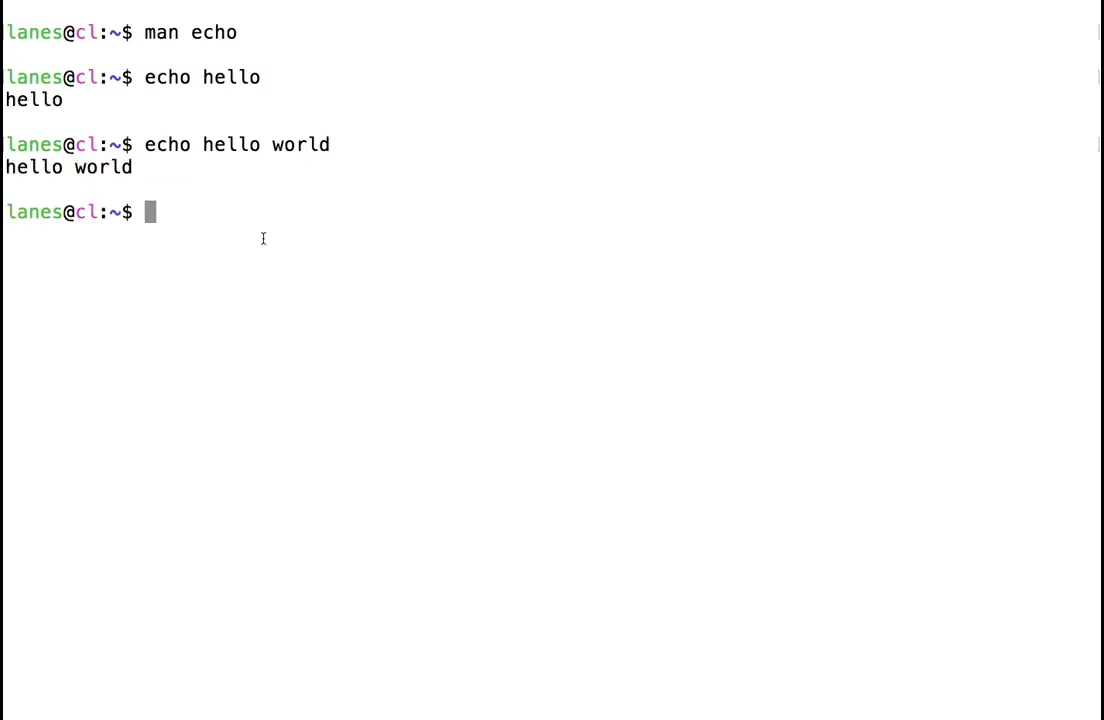 lanes@cl:~$ man echo
lanes@cl:~$ echo hello
hello
lanes@cl:~$ echo hello world
hello world
lanes@cl:~$